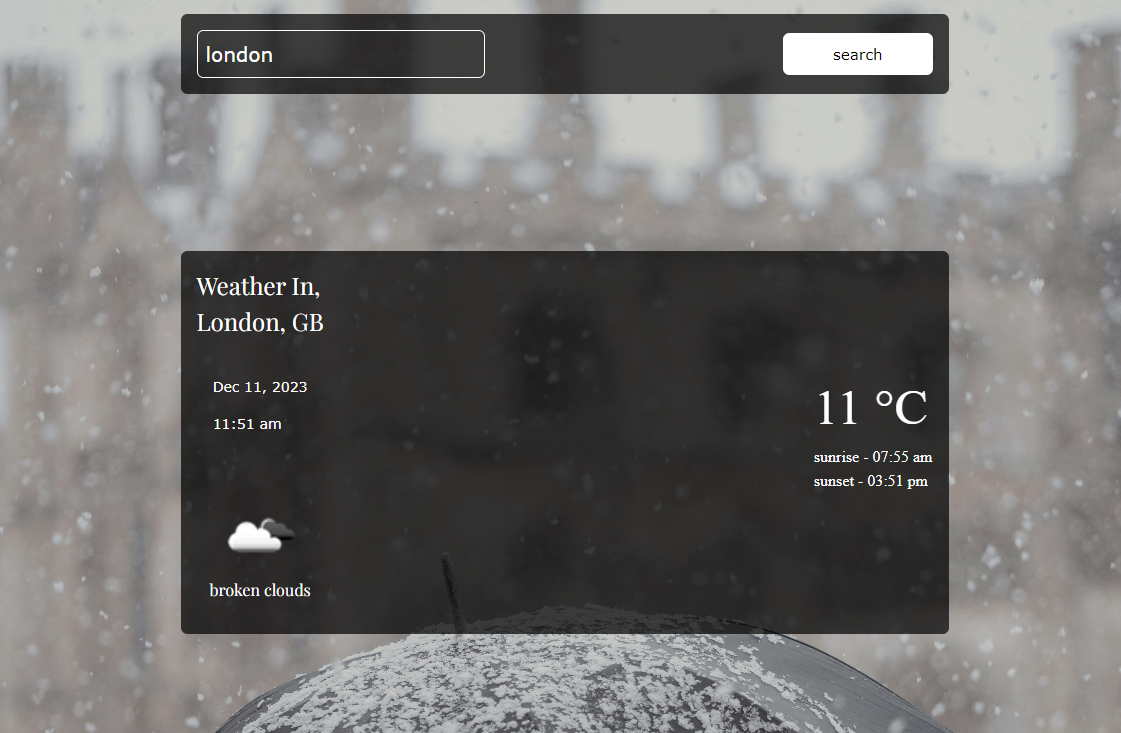 london
search
Weather In,
London, GB
Dec 11, 2023
11:51 am
11 °C
sunrise - 07:55 am
sunset - 03:51 pm
broken clouds